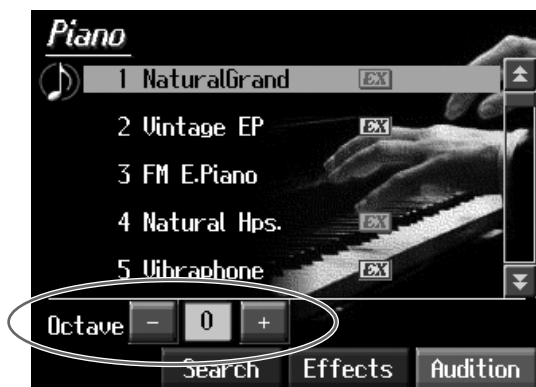 Piano
1 NaturalGrand EX
2 Vintage EP EX
3 FM E.Piano
4 Natural Hps. EX
5 Vibraphone EX
Octave - 0 +
Search Effects Audition